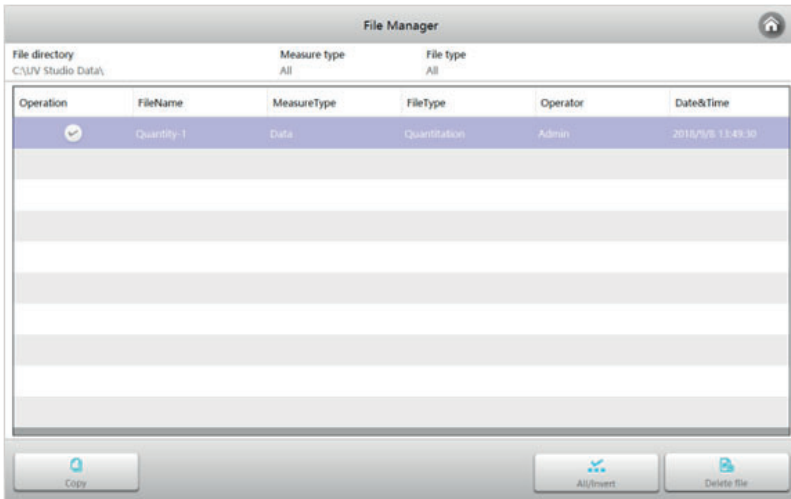 File Manager
File directory Measure type File type
C:\UV Studio Data\ All All
Operation FileName MeasureType FileType Operator Date&Time
Quantity-1 Data Quantitation Admin 2018/9/8 13:49:30
Copy All/Invert Delete file